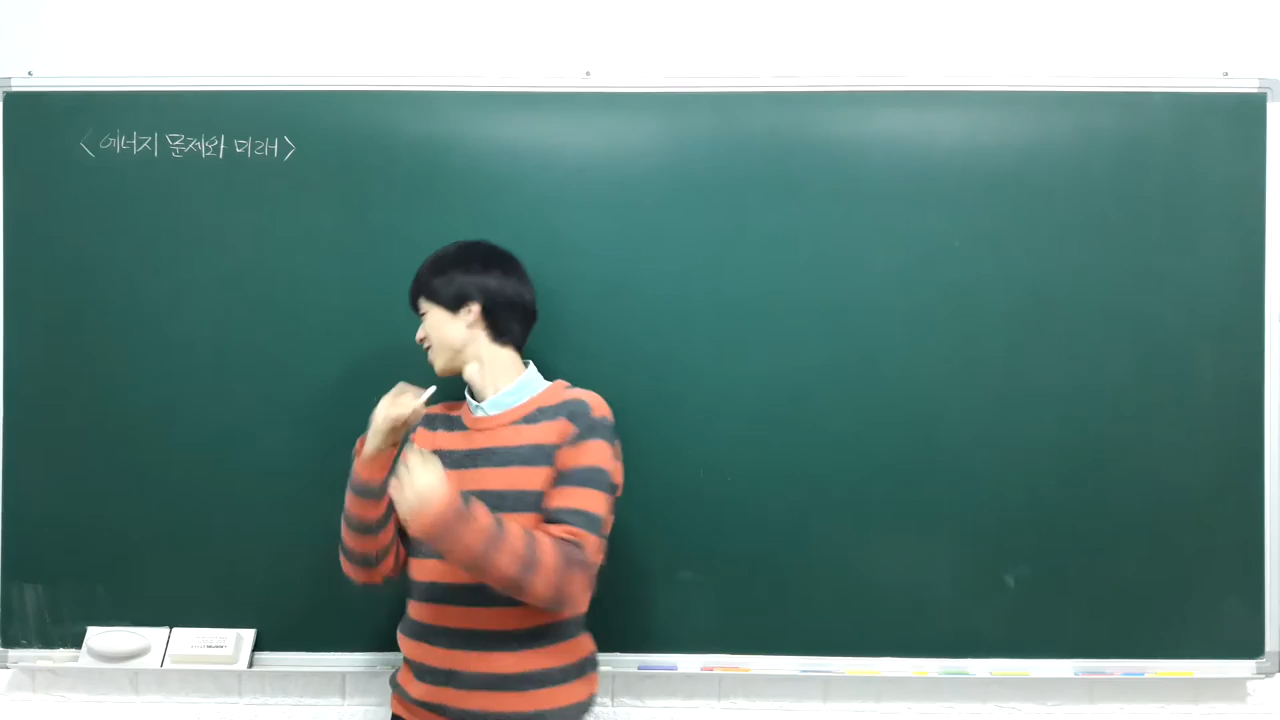 < 에너지 문제와 미래 >